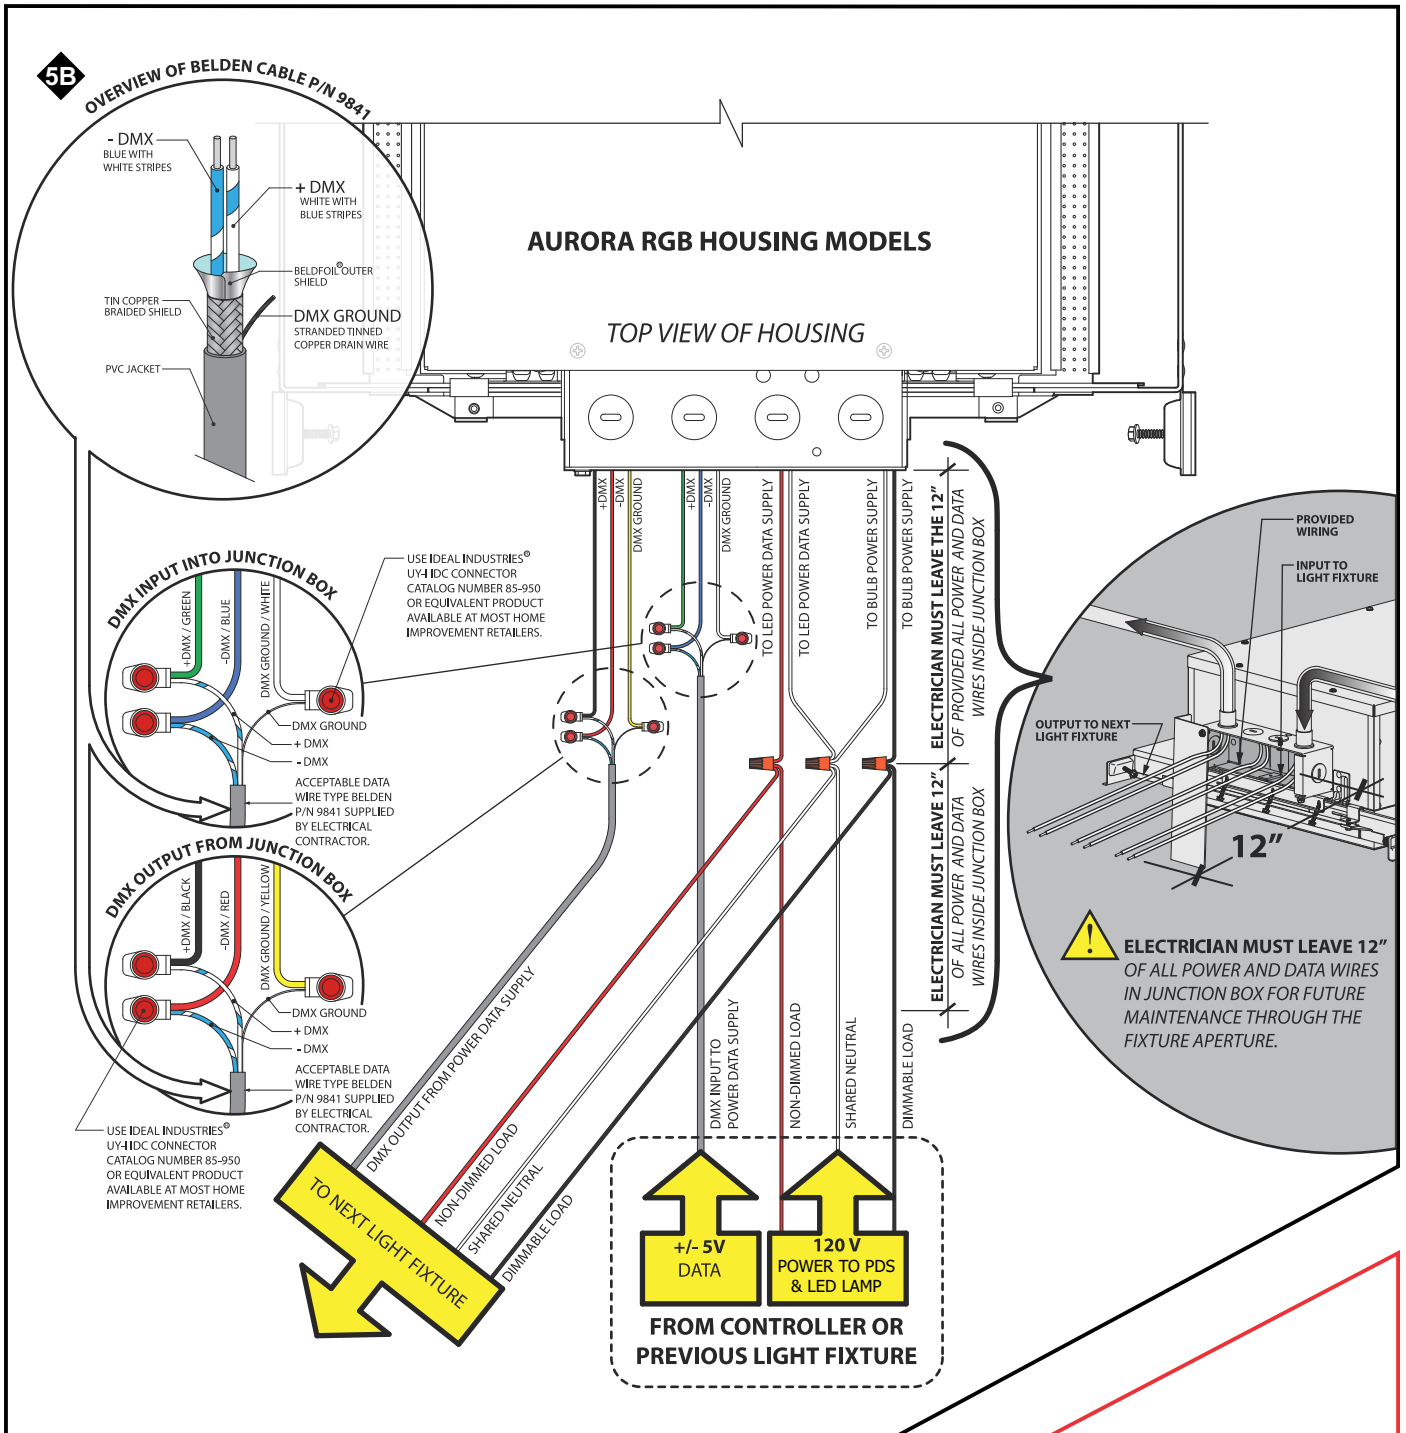 5B
OVERVIEW OF BELDEN CABLE P/N 9841
- DMX
BLUE WITH
WHITE STRIPES
+ DMX
WHITE WITH
BLUE STRIPES
BELDFOIL® OUTER
SHIELD
TIN COPPER
BRAIDED SHIELD
DMX GROUND
STRANDED TINNED
COPPER DRAIN WIRE
PVC JACKET
AURORA RGB HOUSING MODELS
TOP VIEW OF HOUSING
+DMX
-DMX
DMX GROUND
+DMX
-DMX
DMX GROUND
TO LED POWER DATA SUPPLY
TO LED POWER DATA SUPPLY
TO BULB POWER SUPPLY
TO BULB POWER SUPPLY
ELECTRICIAN MUST LEAVE THE 12”
OF PROVIDED ALL POWER AND DATA
WIRES INSIDE JUNCTION BOX
ELECTRICIAN MUST LEAVE 12”
OF ALL POWER AND DATA
WIRES INSIDE JUNCTION BOX
PROVIDED
WIRING
INPUT TO
LIGHT FIXTURE
OUTPUT TO NEXT
LIGHT FIXTURE
12”
!
ELECTRICIAN MUST LEAVE 12”
OF ALL POWER AND DATA WIRES
IN JUNCTION BOX FOR FUTURE
MAINTENANCE THROUGH THE
FIXTURE APERTURE.
DMX INPUT INTO JUNCTION BOX
+DMX / GREEN
-DMX / BLUE
DMX GROUND / WHITE
DMX GROUND
+ DMX
- DMX
ACCEPTABLE DATA
WIRE TYPE BELDEN
P/N 9841 SUPPLIED
BY ELECTRICAL
CONTRACTOR.
USE IDEAL INDUSTRIES®
UY-I IDC CONNECTOR
CATALOG NUMBER 85-950
OR EQUIVALENT PRODUCT
AVAILABLE AT MOST HOME
IMPROVEMENT RETAILERS.
DMX OUTPUT FROM JUNCTION BOX
+DMX / BLACK
-DMX / RED
DMX GROUND / YELLOW
DMX GROUND
+ DMX
- DMX
ACCEPTABLE DATA
WIRE TYPE BELDEN
P/N 9841 SUPPLIED
BY ELECTRICAL
CONTRACTOR.
USE IDEAL INDUSTRIES®
UY-I IDC CONNECTOR
CATALOG NUMBER 85-950
OR EQUIVALENT PRODUCT
AVAILABLE AT MOST HOME
IMPROVEMENT RETAILERS.
DMX OUTPUT FROM POWER DATA SUPPLY
NON-DIMMED LOAD
SHARED NEUTRAL
DIMMABLE LOAD
TO NEXT LIGHT FIXTURE
DMX INPUT TO
POWER DATA SUPPLY
NON-DIMMED LOAD
SHARED NEUTRAL
DIMMABLE LOAD
+/- 5V
DATA
120 V
POWER TO PDS
& LED LAMP
FROM CONTROLLER OR
PREVIOUS LIGHT FIXTURE